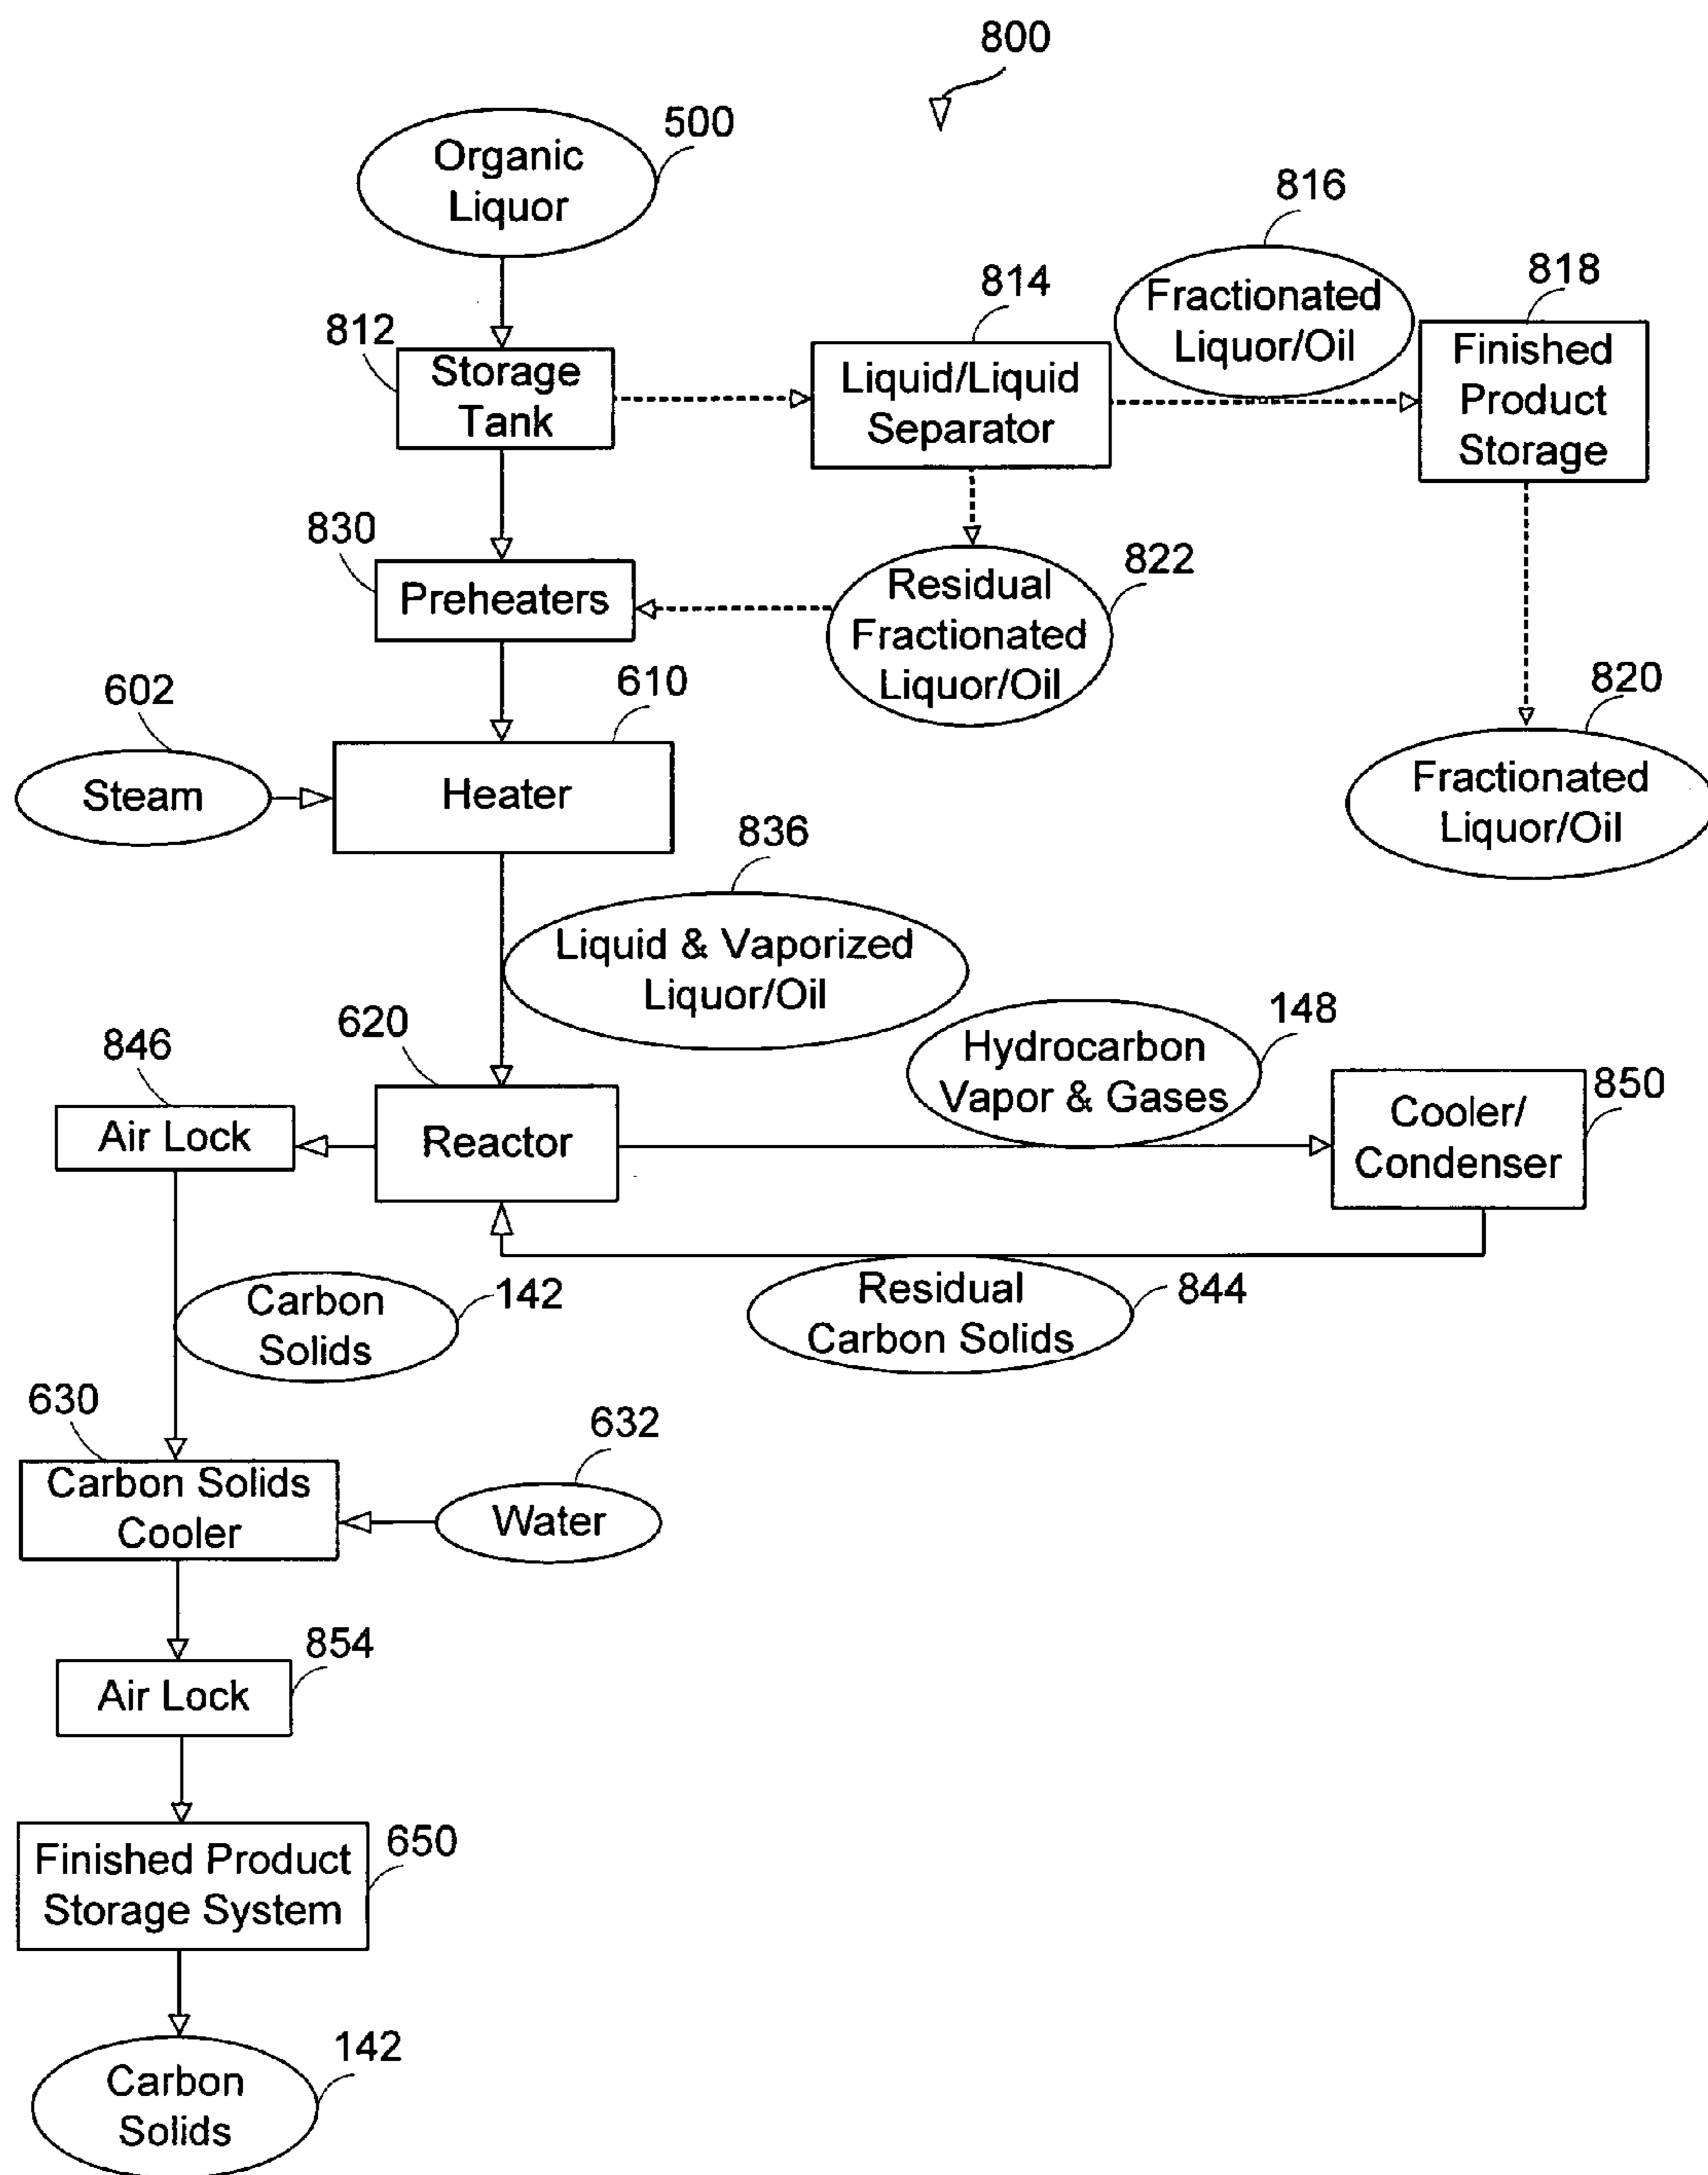 800
500
Organic
Liquor
816
Fractionated
Liquor/Oil
818
814
812
Storage
Tank
Liquid/Liquid
Separator
Finished
Product
Storage
830
Preheaters
822
Residual
Fractionated
Liquor/Oil
602
Steam
610
Heater
820
Fractionated
Liquor/Oil
836
Liquid & Vaporized
Liquor/Oil
620
Reactor
846
Air Lock
148
Hydrocarbon
Vapor & Gases
850
Cooler/
Condenser
Residual
Carbon Solids
844
Carbon
Solids
142
630
Carbon Solids
Cooler
632
Water
854
Air Lock
650
Finished Product
Storage System
142
Carbon
Solids